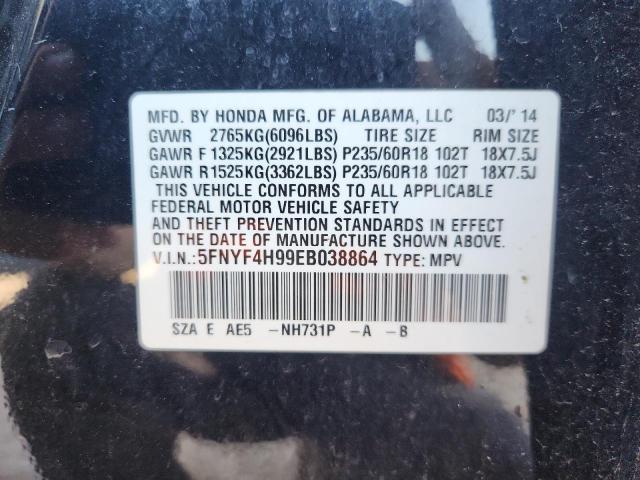 MFD. BY HONDA MFG. OF ALABAMA, LLC 03/'14
GVWR 2765KG(6096LBS) TIRE SIZE RIM SIZE
GAWR F 1325KG(2921LBS) P235/60R18 102T 18X7.5J
GAWR R1525KG(3362LBS) P235/60R18 102T 18X7.5J
THIS VEHICLE CONFORMS TO ALL APPLICABLE
FEDERAL MOTOR VEHICLE SAFETY
AND THEFT PREVENTION STANDARDS IN EFFECT
ON THE DATE OF MANUFACTURE SHOWN ABOVE.
V.I.N.: 5FNYF4H99EB038864 TYPE: MPV
SZA E AE5 -NH731P -A -B